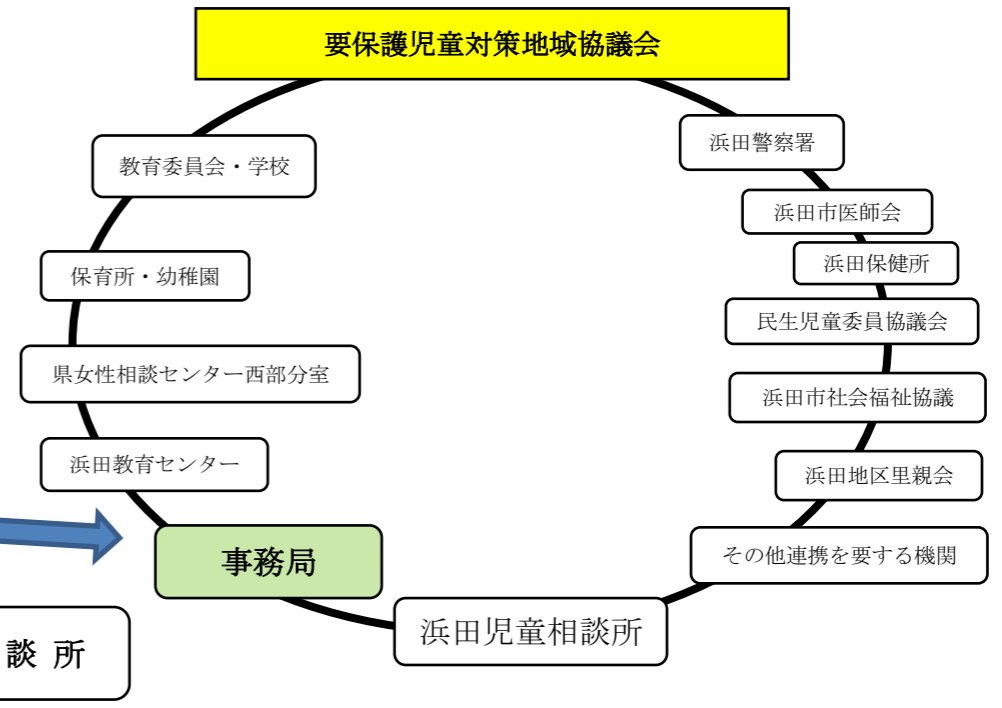 要保護児童対策地域協議会
教育委員会・学校
保育所・幼稚園
県女性相談センター西部分室
浜田教育センター
事務局
浜田児童相談所
浜田警察署
浜田市医師会
浜田保健所
民生児童委員協議会
浜田市社会福祉協議
浜田地区里親会
その他連携を要する機関
談 所